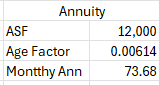 Annuity
ASF 12,000
Age Factor 0.00614
Montthy Ann 73.68